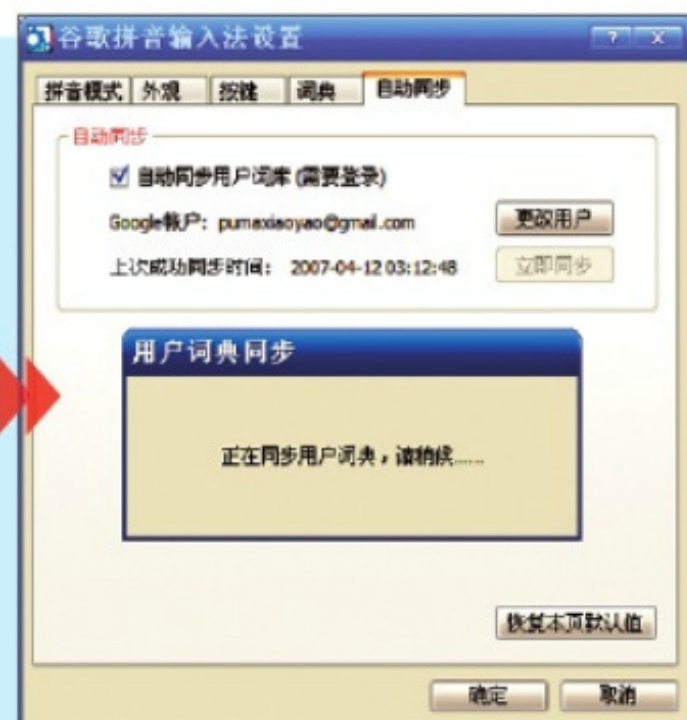 谷歌拼音输入法设置
拼音模式 外观 按键 词典 自动同步
自动同步
自动同步用户词库 (需要登录)
Google帐户: pumaxiaoyao@gmail.com 更改用户
上次成功同步时间: 2007-04-12 03:12:48 立即同步
用户词典同步
正在同步用户词典，请稍候......
恢复本页默认值
确定 取消